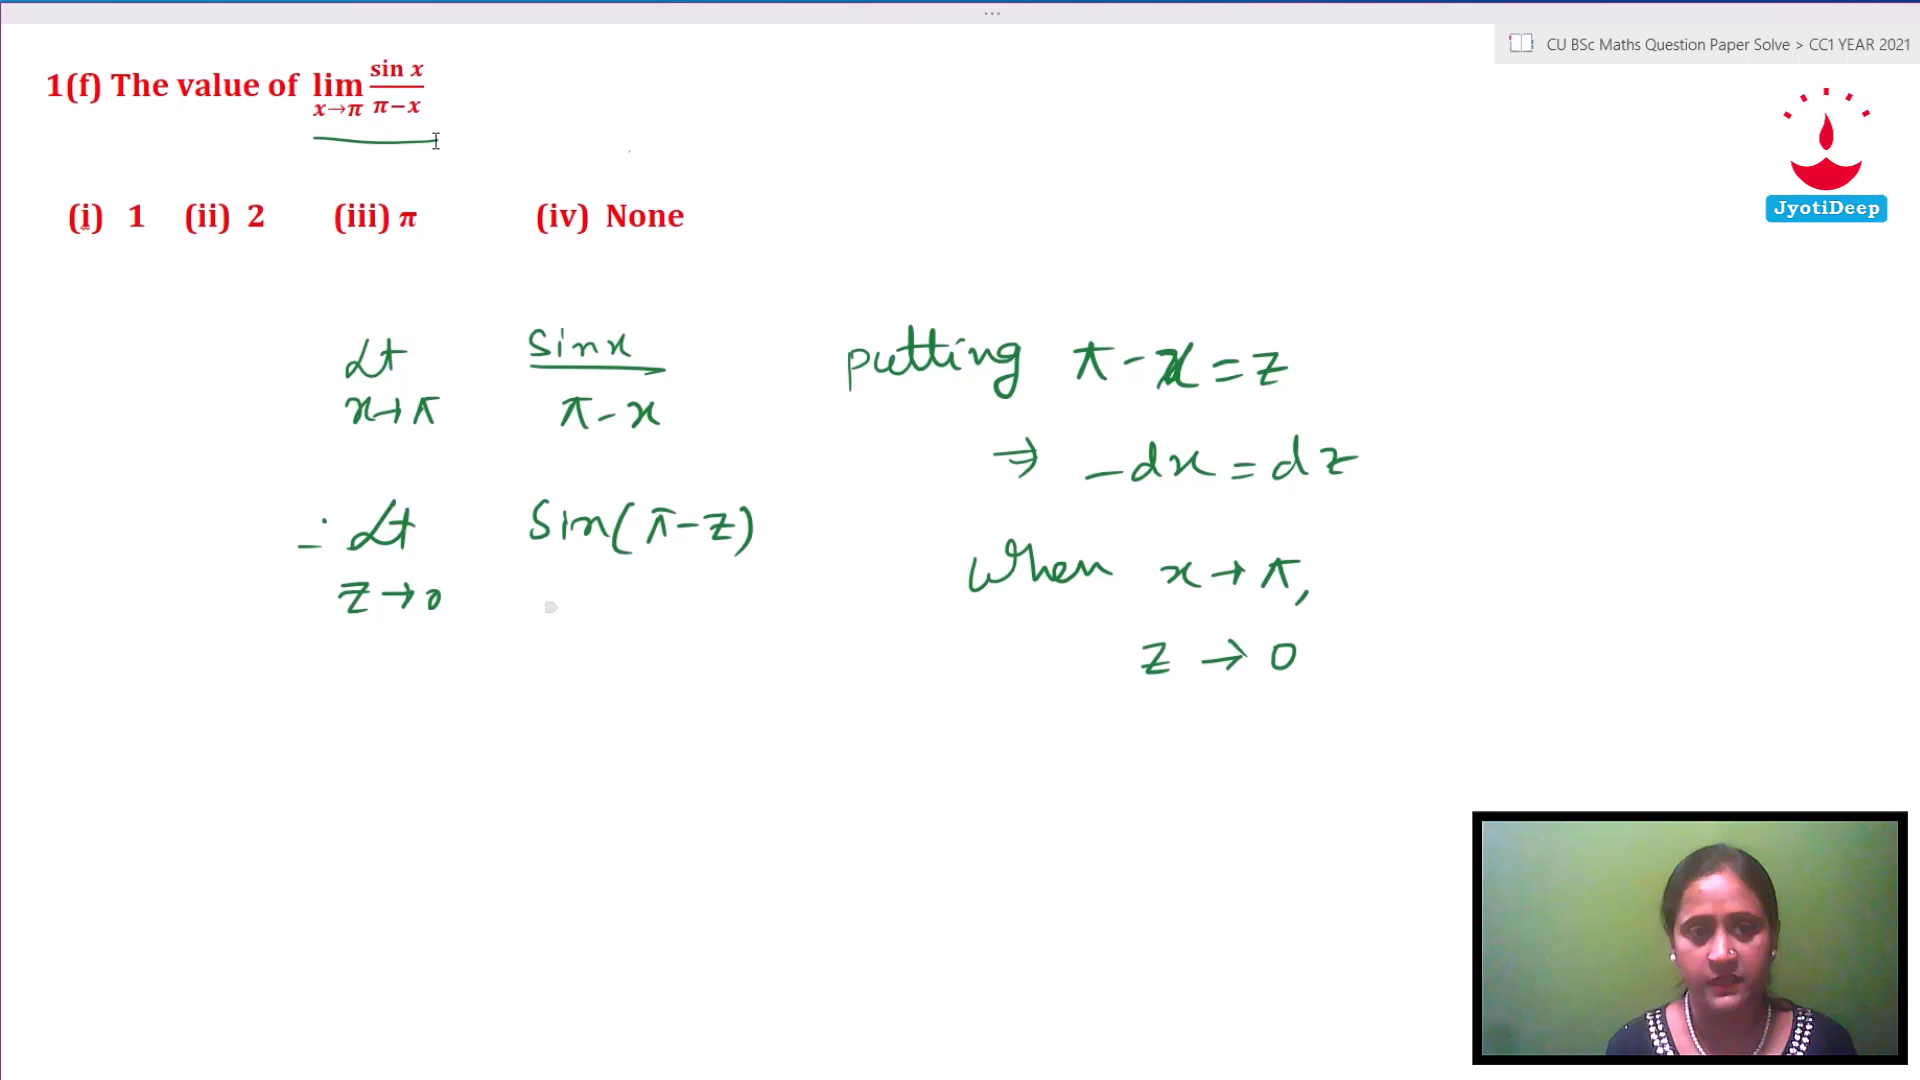 CU BSc Maths Question Paper Solve > CC1 YEAR 2021
1(f) The value of lim x→π sin x / π−x
JyotiDeep
(i) 1 (ii) 2 (iii) π (iv) None
Lt x→π sinx / π-x
putting π-x=z
⇒ -dx=dz
= Lt z→0 Sin(π-z)
When x→π,
z→0